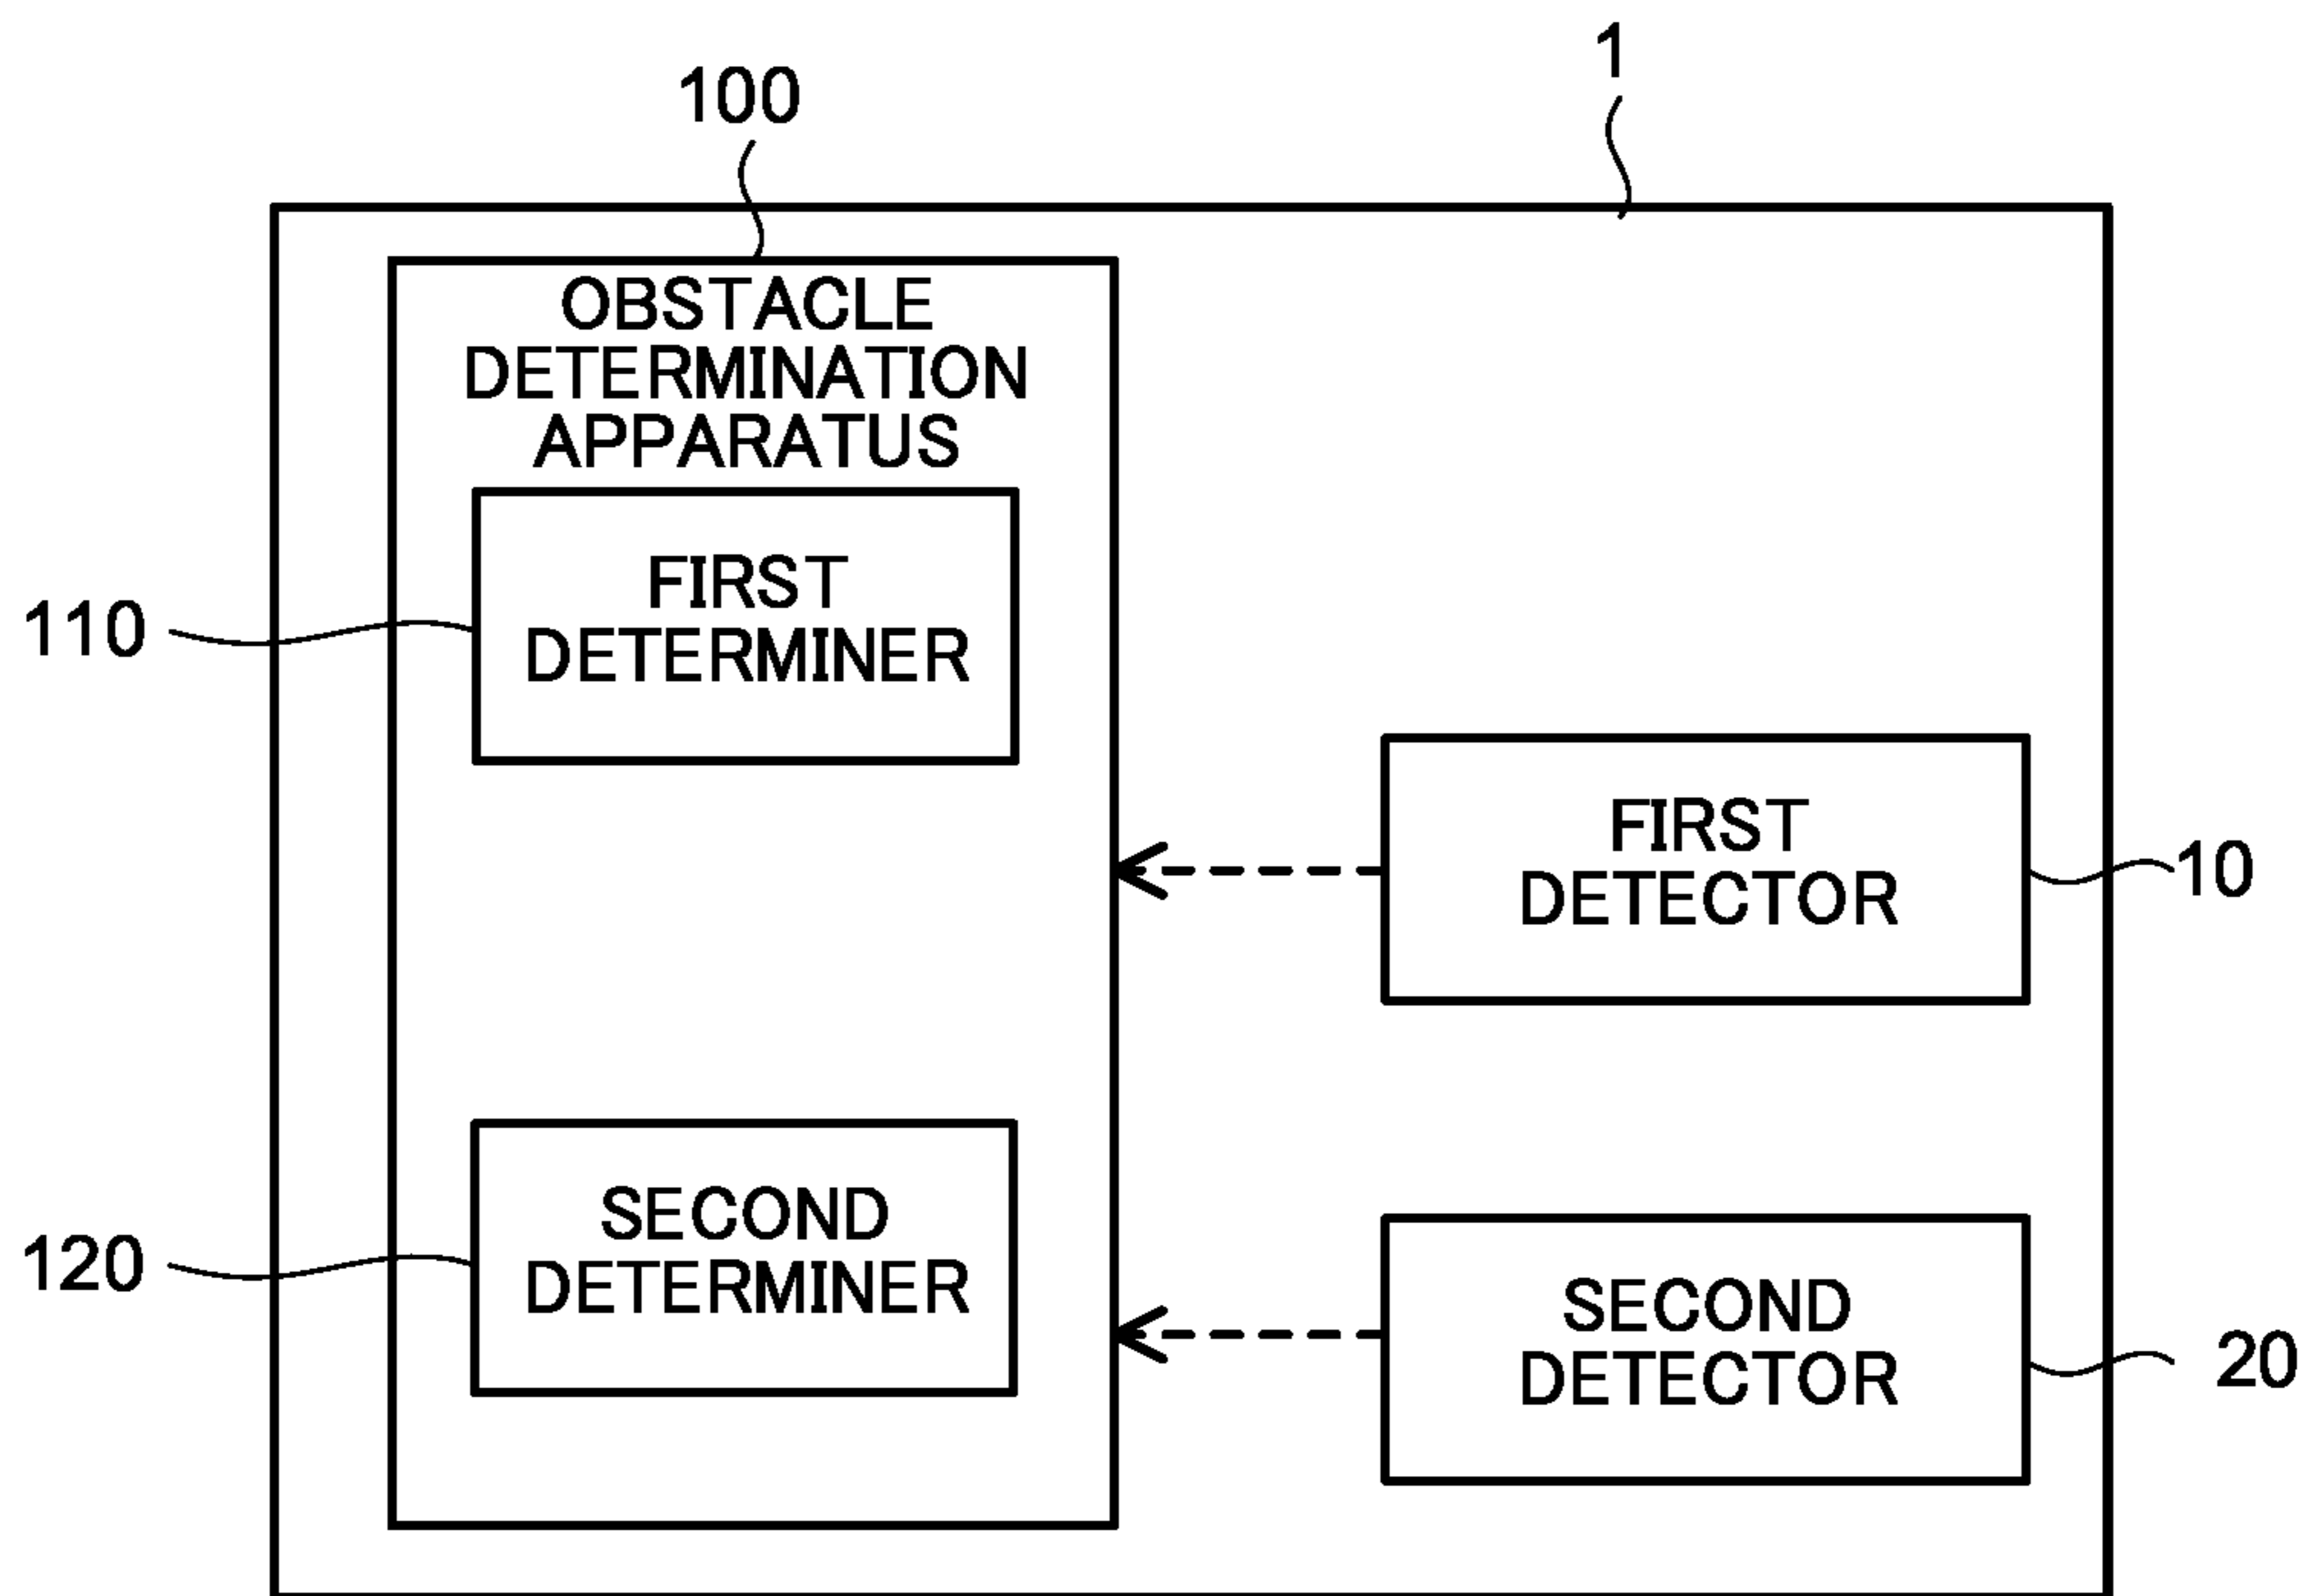 1
100
OBSTACLE
DETERMINATION
APPARATUS
FIRST
DETERMINER
110
FIRST
DETECTOR
10
SECOND
DETERMINER
120
SECOND
DETECTOR
20